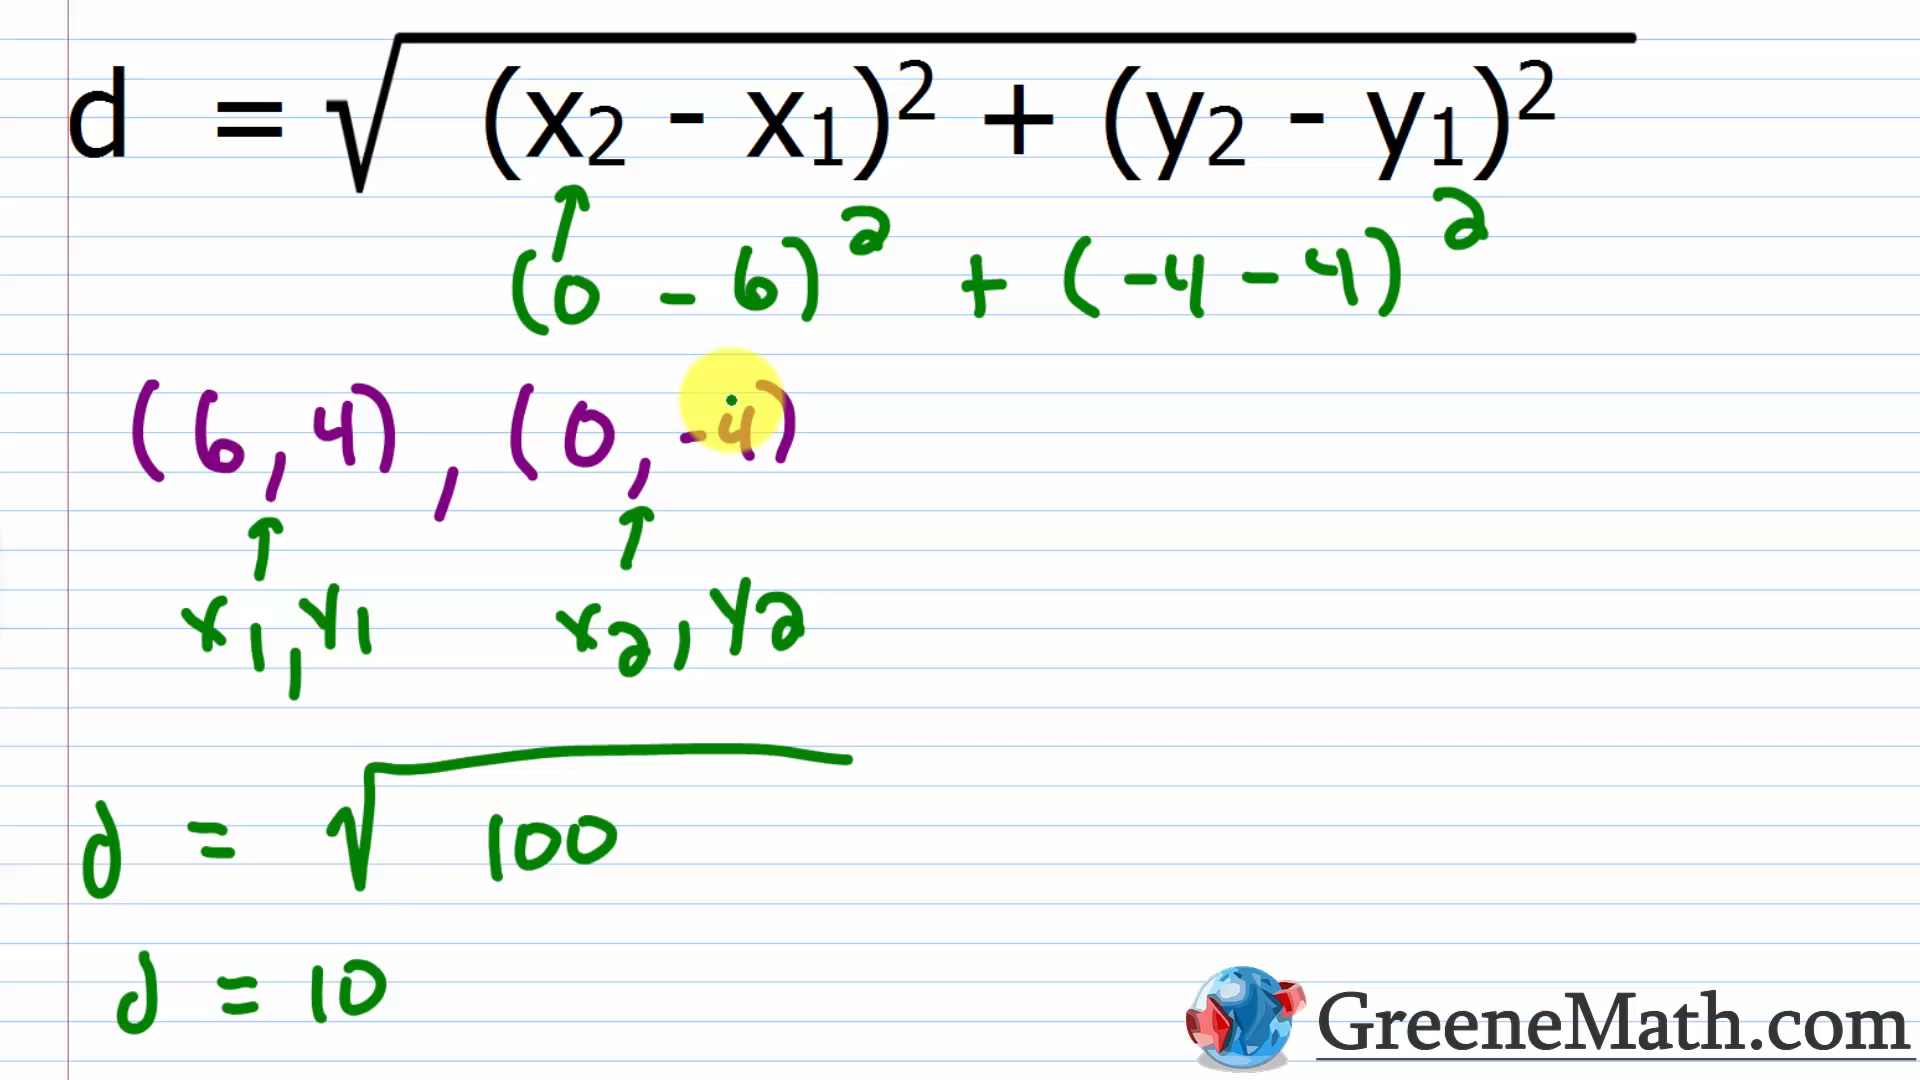 d = √(x₂ - x₁)² + (y₂ - y₁)²
(0 - 6)² + (-4 - 4)²
(6, 4), (0, -4)
x₁, y₁ x₂, y₂
d = √100
d = 10
GreeneMath.com